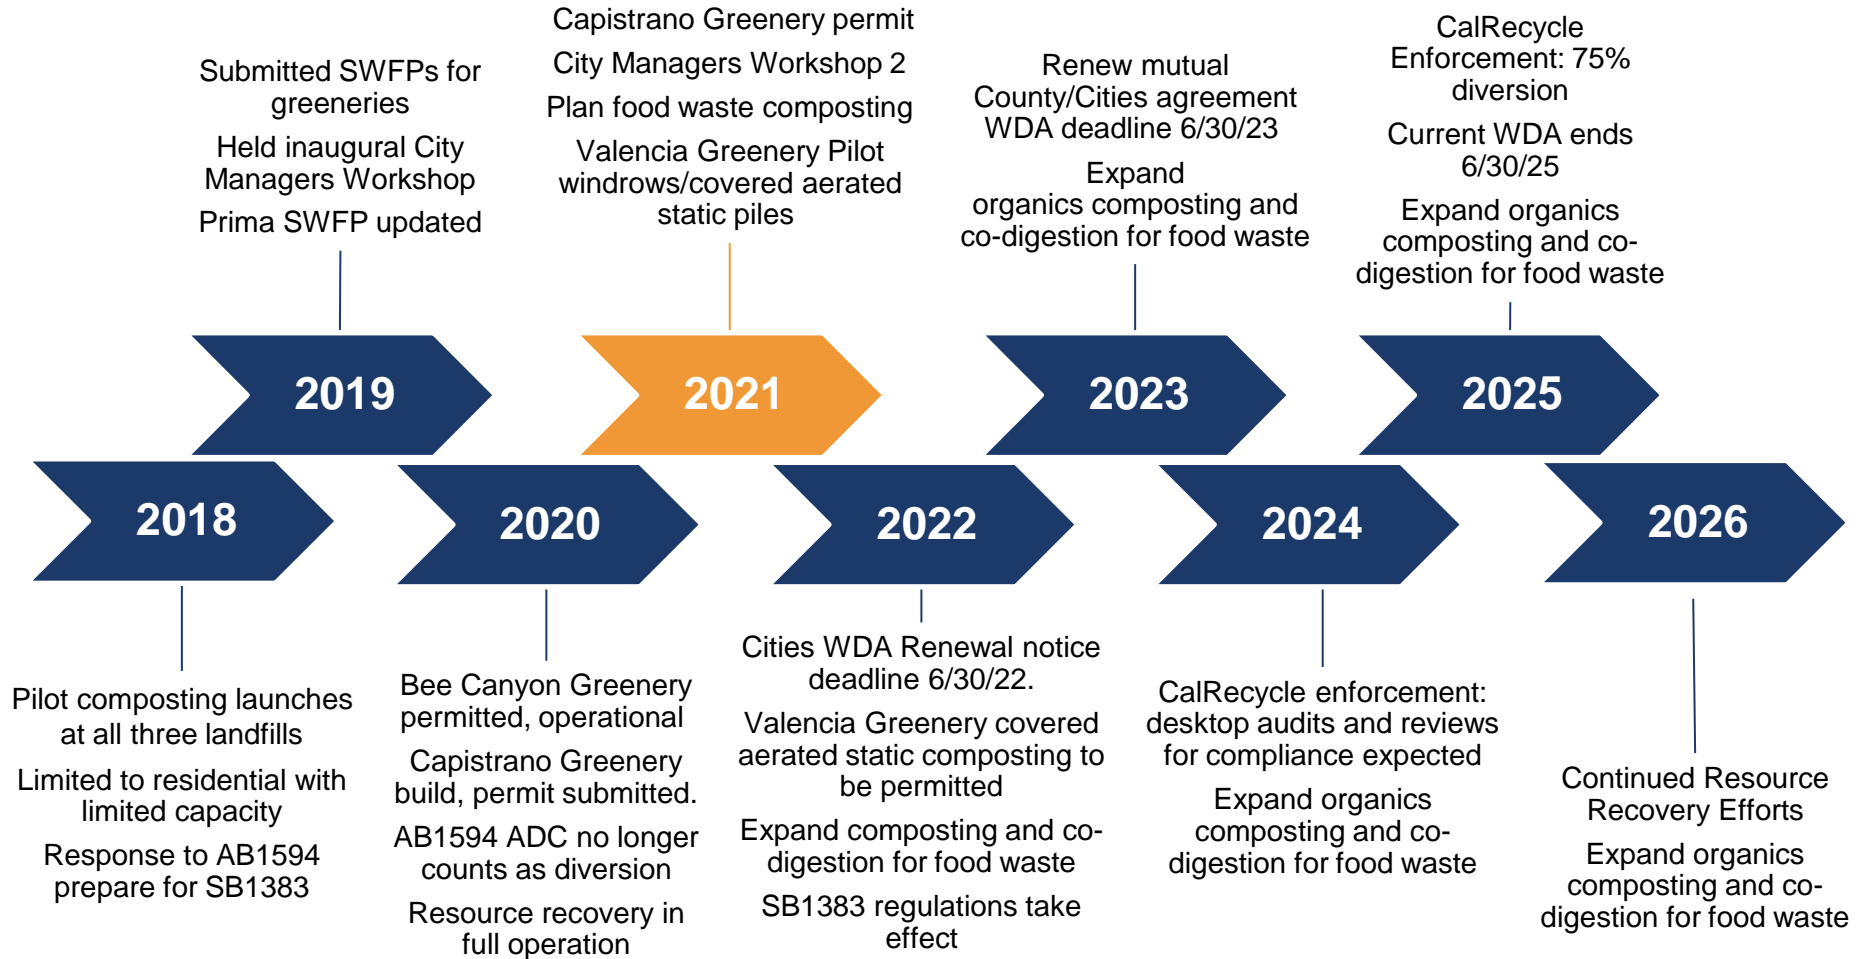 2018
Pilot composting launches
at all three landfills
Limited to residential with
limited capacity
Response to AB1594
prepare for SB1383
2019
Submitted SWFPs for
greeneries
Held inaugural City
Managers Workshop
Prima SWFP updated
2020
Bee Canyon Greenery
permitted, operational
Capistrano Greenery
build, permit submitted.
AB1594 ADC no longer
counts as diversion
Resource recovery in
full operation
2021
Capistrano Greenery permit
City Managers Workshop 2
Plan food waste composting
Valencia Greenery Pilot
windrows/covered aerated
static piles
2022
Cities WDA Renewal notice
deadline 6/30/22.
Valencia Greenery covered
aerated static composting to
be permitted
Expand composting and co-
digestion for food waste
SB1383 regulations take
effect
2023
Renew mutual
County/Cities agreement
WDA deadline 6/30/23
Expand
organics composting and
co-digestion for food waste
2024
CalRecycle enforcement:
desktop audits and reviews
for compliance expected
Expand organics
composting and co-
digestion for food waste
2025
CalRecycle
Enforcement: 75%
diversion
Current WDA ends
6/30/25
Expand organics
composting and co-
digestion for food waste
2026
Continued Resource
Recovery Efforts
Expand organics
composting and co-
digestion for food waste